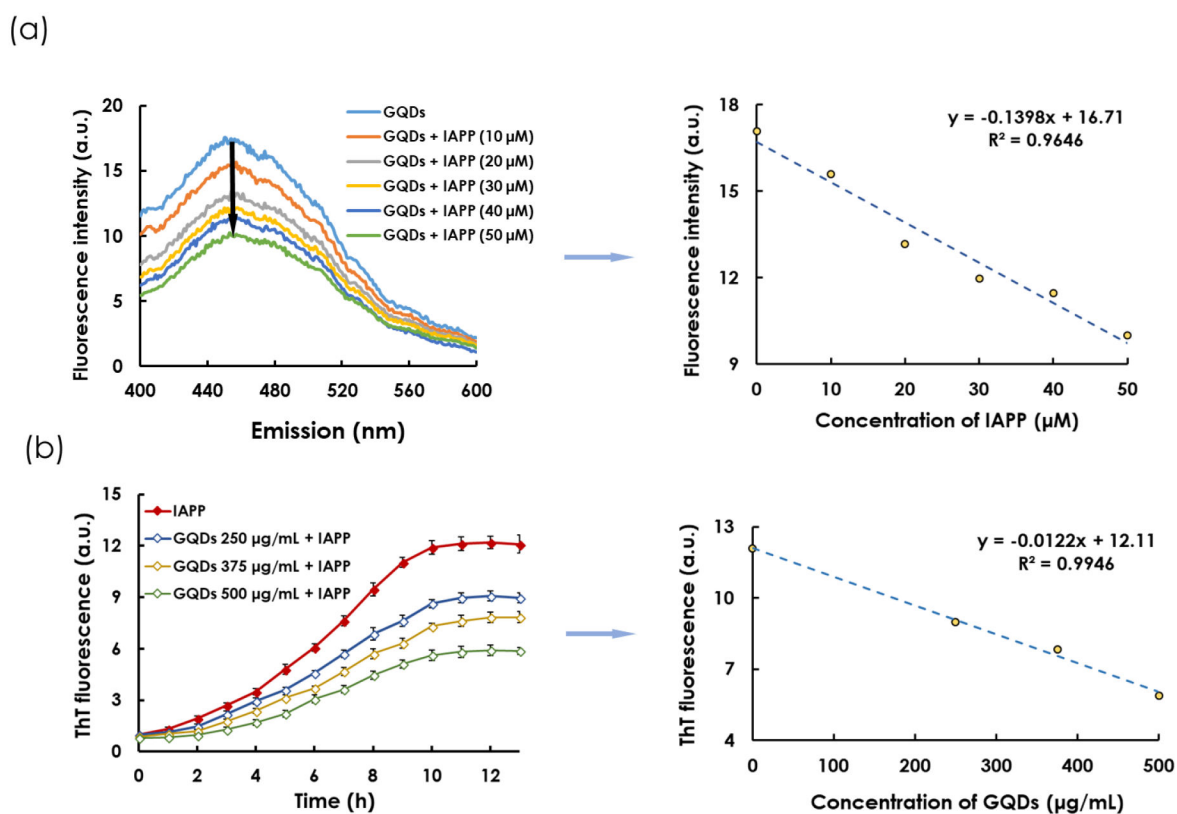 (a)
20
15
10
5
0
400 440 480 520 560 600
Fluorescence intensity (a.u.)
Emission (nm)
GQDs
GQDs + IAPP (10 µM)
GQDs + IAPP (20 µM)
GQDs + IAPP (30 µM)
GQDs + IAPP (40 µM)
GQDs + IAPP (50 µM)
18
15
12
9
0 10 20 30 40 50
Fluorescence intensity (a.u.)
Concentration of IAPP (µM)
y = -0.1398x + 16.71
R² = 0.9646
(b)
15
12
9
6
3
0
0 2 4 6 8 10 12
ThT fluorescence (a.u.)
Time (h)
IAPP
GQDs 250 µg/mL + IAPP
GQDs 375 µg/mL + IAPP
GQDs 500 µg/mL + IAPP
13
10
7
4
0 100 200 300 400 500
ThT fluorescence (a.u.)
Concentration of GQDs (µg/mL)
y = -0.0122x + 12.11
R² = 0.9946